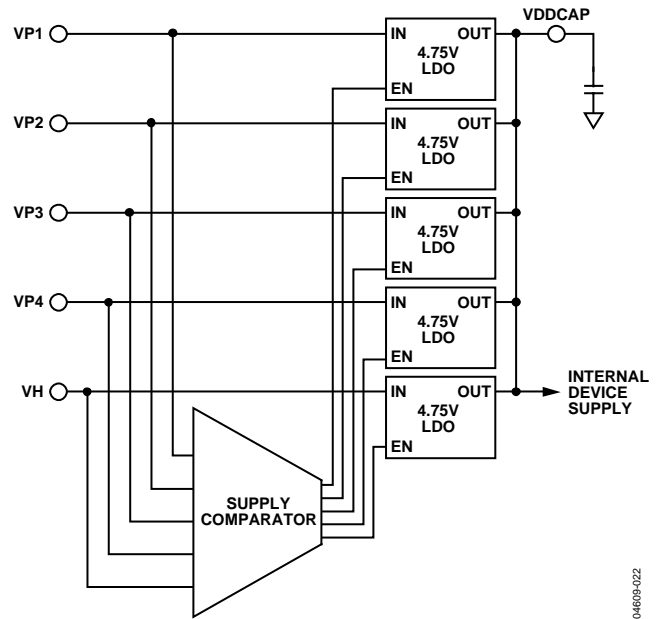 VDDCAP
VP1
IN OUT
4.75V
LDO
EN
VP2
IN OUT
4.75V
LDO
EN
VP3
IN OUT
4.75V
LDO
EN
VP4
IN OUT
4.75V
LDO
EN
VH
IN OUT
4.75V
LDO
EN
INTERNAL
DEVICE
SUPPLY
SUPPLY
COMPARATOR
04609-022